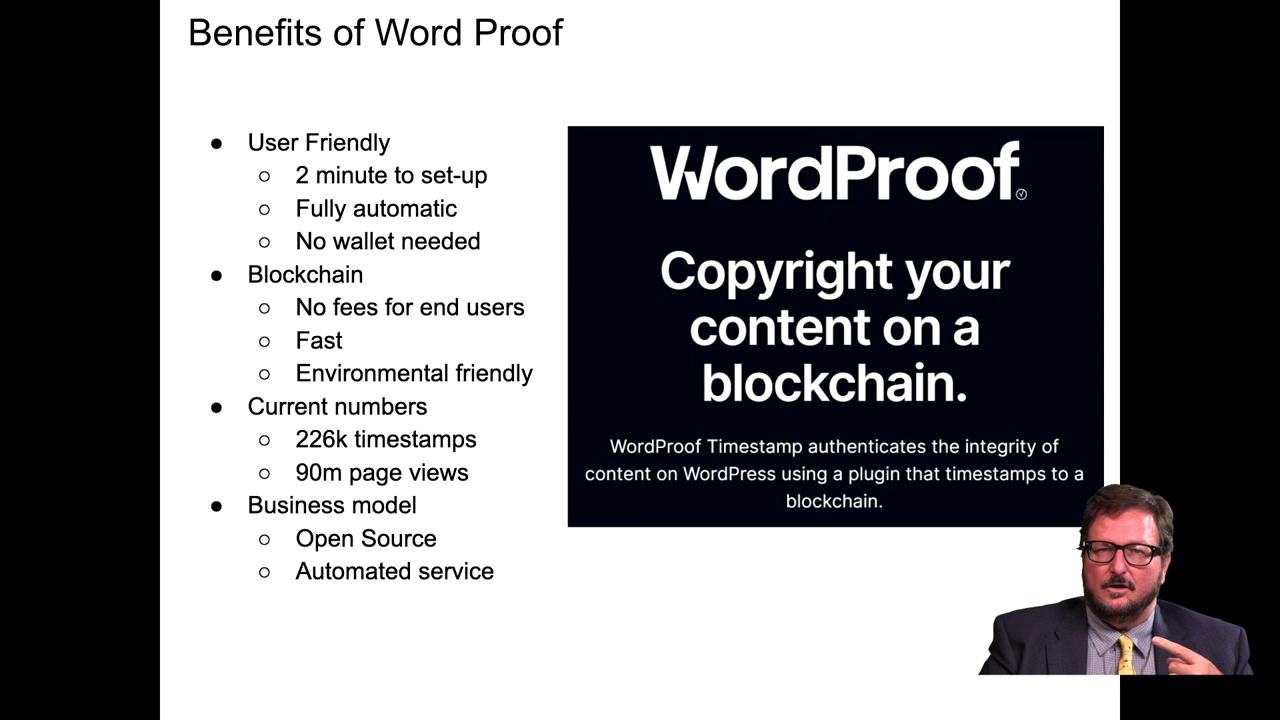 Benefits of Word Proof
● User Friendly
○ 2 minute to set-up
○ Fully automatic
○ No wallet needed
● Blockchain
○ No fees for end users
○ Fast
○ Environmental friendly
● Current numbers
○ 226k timestamps
○ 90m page views
● Business model
○ Open Source
○ Automated service
WordProof
Copyright your
content on a
blockchain.
WordProof Timestamp authenticates the integrity of
content on WordPress using a plugin that timestamps to a
blockchain.